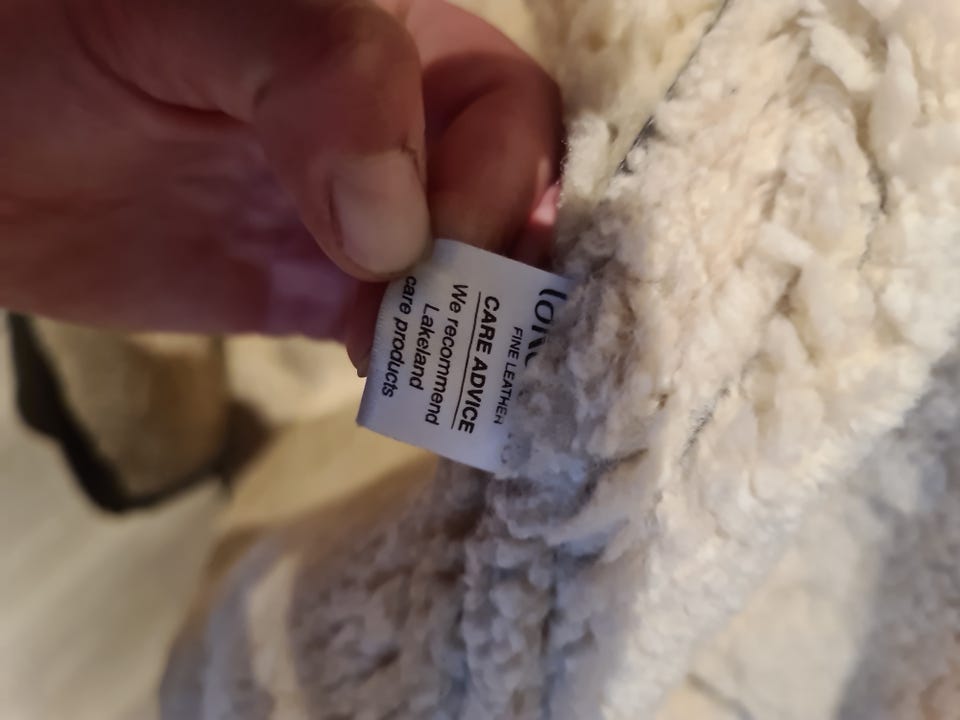 FINE LEATHER
CARE ADVICE
We recommend
Lakeland
care products